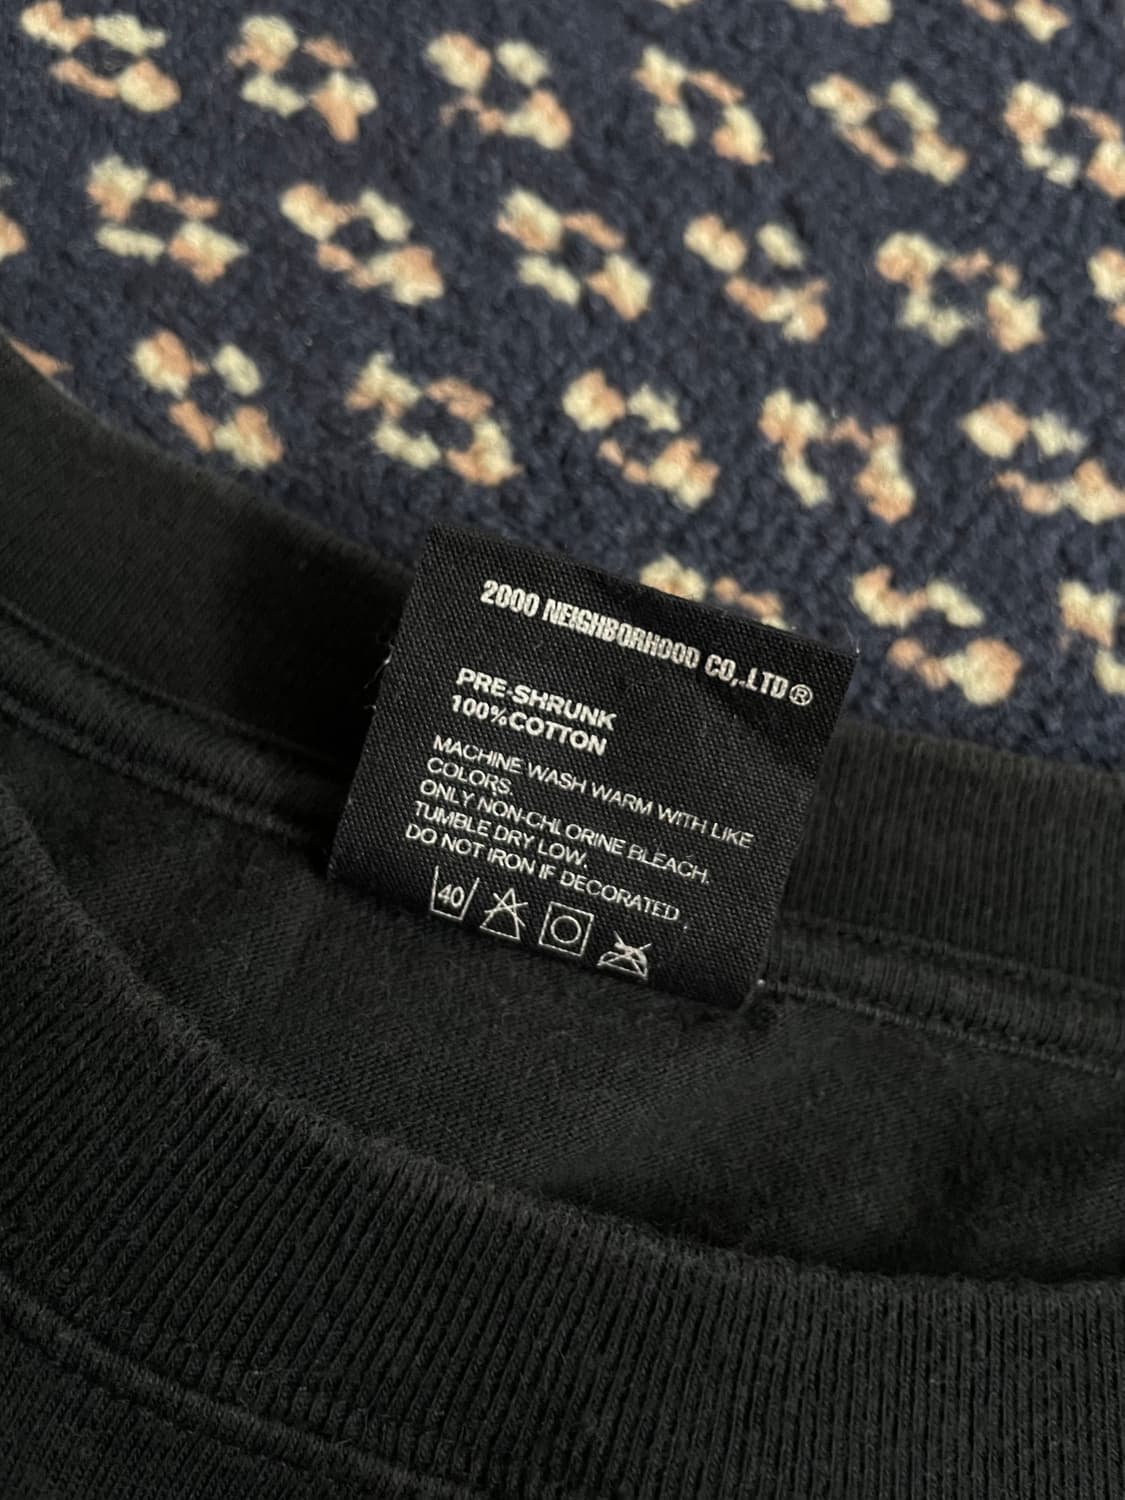 2000 NEIGHBORHOOD CO,.LTD®
PRE-SHRUNK
100%COTTON
MACHINE WASH WARM WITH LIKE
COLORS.
ONLY NON-CHLORINE BLEACH.
TUMBLE DRY LOW.
DO NOT IRON IF DECORATED
40